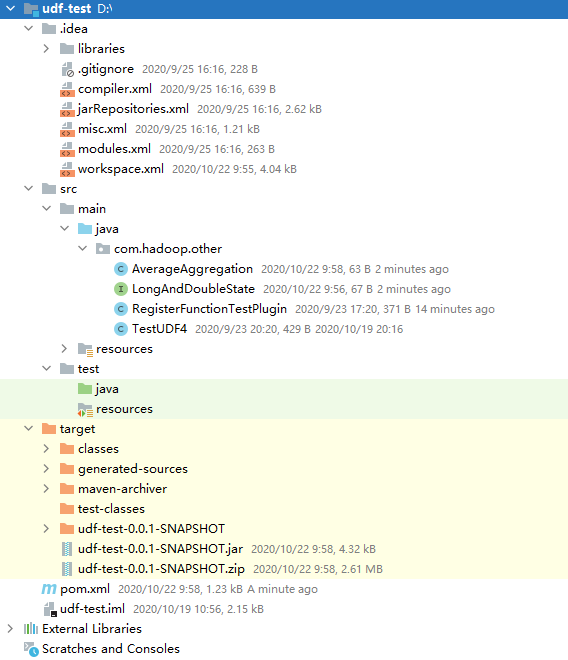 udf-test D:\
.idea
libraries
.gitignore 2020/9/25 16:16, 228 B
compiler.xml 2020/9/25 16:16, 639 B
jarRepositories.xml 2020/9/25 16:16, 2.62 kB
misc.xml 2020/9/25 16:16, 1.21 kB
modules.xml 2020/9/25 16:16, 263 B
workspace.xml 2020/10/22 9:55, 4.04 kB
src
main
java
com.hadoop.other
AverageAggregation 2020/10/22 9:58, 63 B 2 minutes ago
LongAndDoubleState 2020/10/22 9:56, 67 B 2 minutes ago
RegisterFunctionTestPlugin 2020/9/23 17:20, 371 B 14 minutes ago
TestUDF4 2020/9/23 20:20, 429 B 2020/10/19 20:16
resources
test
java
resources
target
classes
generated-sources
maven-archiver
test-classes
udf-test-0.0.1-SNAPSHOT
udf-test-0.0.1-SNAPSHOT.jar 2020/10/22 9:58, 4.32 kB
udf-test-0.0.1-SNAPSHOT.zip 2020/10/22 9:58, 2.61 MB
pom.xml 2020/10/22 9:58, 1.23 kB A minute ago
udf-test.iml 2020/10/19 10:56, 2.15 kB
External Libraries
Scratches and Consoles